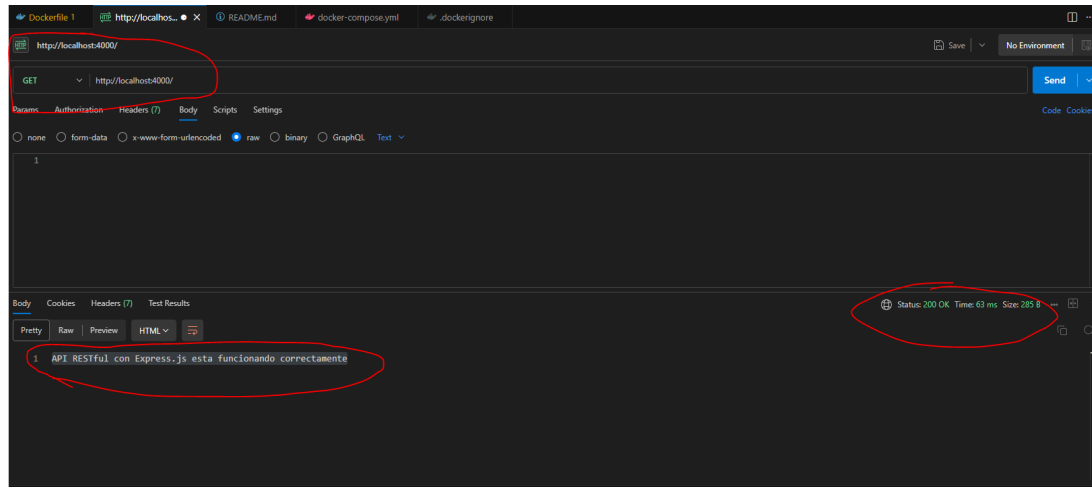 Dockerfile 1 http://localhos... ● X README.md docker-compose.yml .dockerignore
HTTP http://localhost:4000/ Save No Environment
GET http://localhost:4000/ Send
Params Authorization Headers (7) Body Scripts Settings Code Cookies
none form-data x-www-form-urlencoded raw binary GraphQL Text
1
Body Cookies Headers (7) Test Results Status: 200 OK Time: 63 ms Size: 285 B
Pretty Raw Preview HTML
1 API RESTful con Express.js esta funcionando correctamente